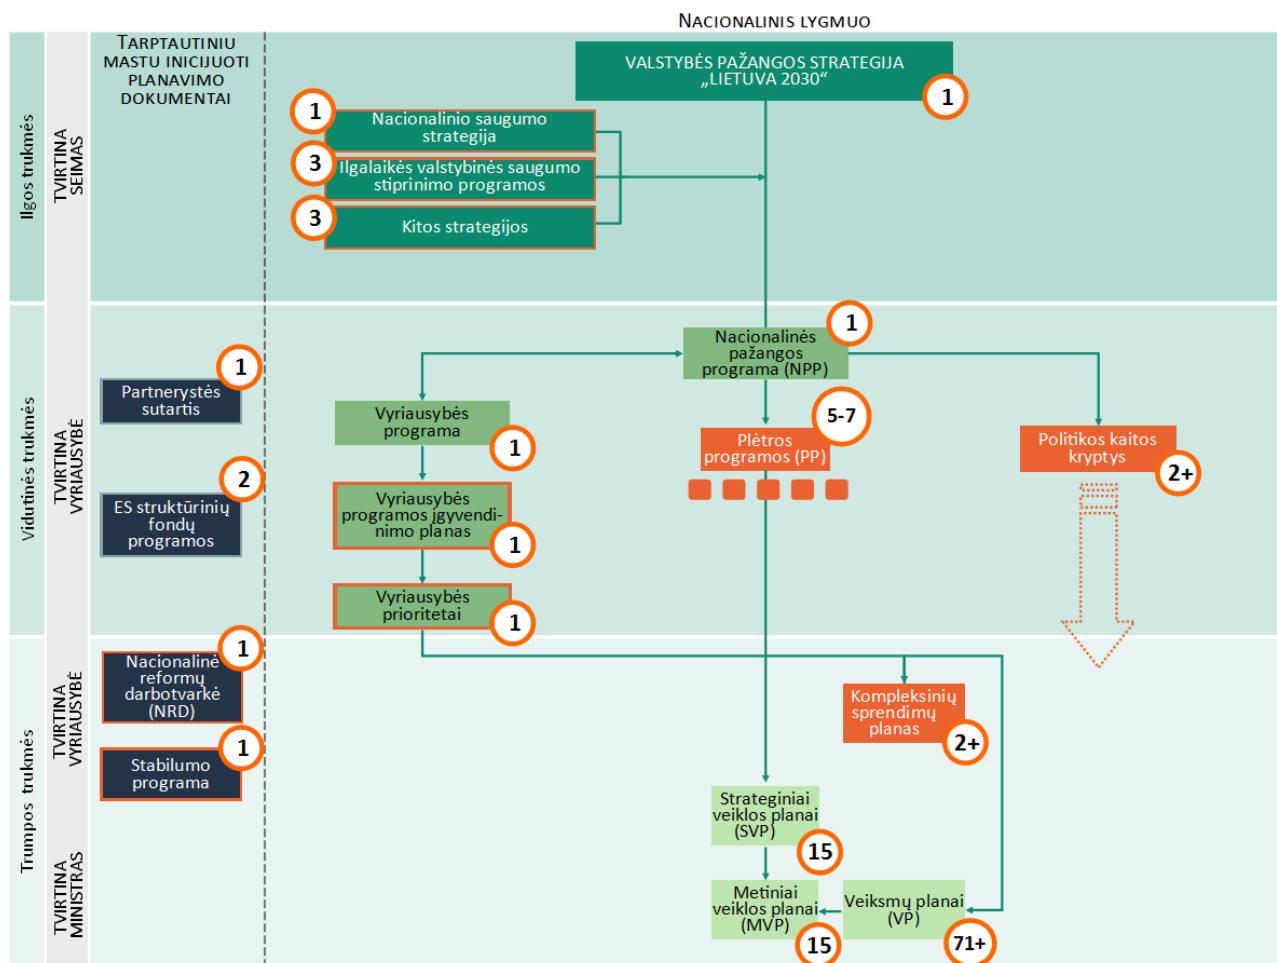 NACIONALINIS LYGMUO
TARPTAUTINIU
MASTU INICIJUOTI
PLANAVIMO
DOKUMENTAI
Ilgos trukmės
TVIRTINA
SEIMAS
VALSTYBĖS PAŽANGOS STRATEGIJA
„LIETUVA 2030“
1
1
Nacionalinio saugumo
strategija
3
Ilgalaikės valstybinės saugumo
stiprinimo programos
3
Kitos strategijos
Vidutinės trukmės
TVIRTINA
VYRIAUSYBĖ
1
Partnerystės
sutartis
2
ES struktūrinių
fondų
programos
1
Nacionalinės
pažangos
programa (NPP)
Vyriausybės
programa
1
5-7
Plėtros
programos (PP)
Politikos kaitos
kryptys
2+
Vyriausybės
programos įgyvendi-
nimo planas
1
Vyriausybės
prioritetai
1
Trumpos trukmės
TVIRTINA
VYRIAUSYBĖ
1
Nacionalinė
reformų
darbotvarkė
(NRD)
1
Stabilumo
programa
Kompleksinių
sprendimų
planas
2+
TVIRTINA
MINISTRAS
Strateginiai
veiklos planai
(SVP)
15
Metiniai
veiklos planai
(MVP)
15
Veiksmų planai
(VP)
71+